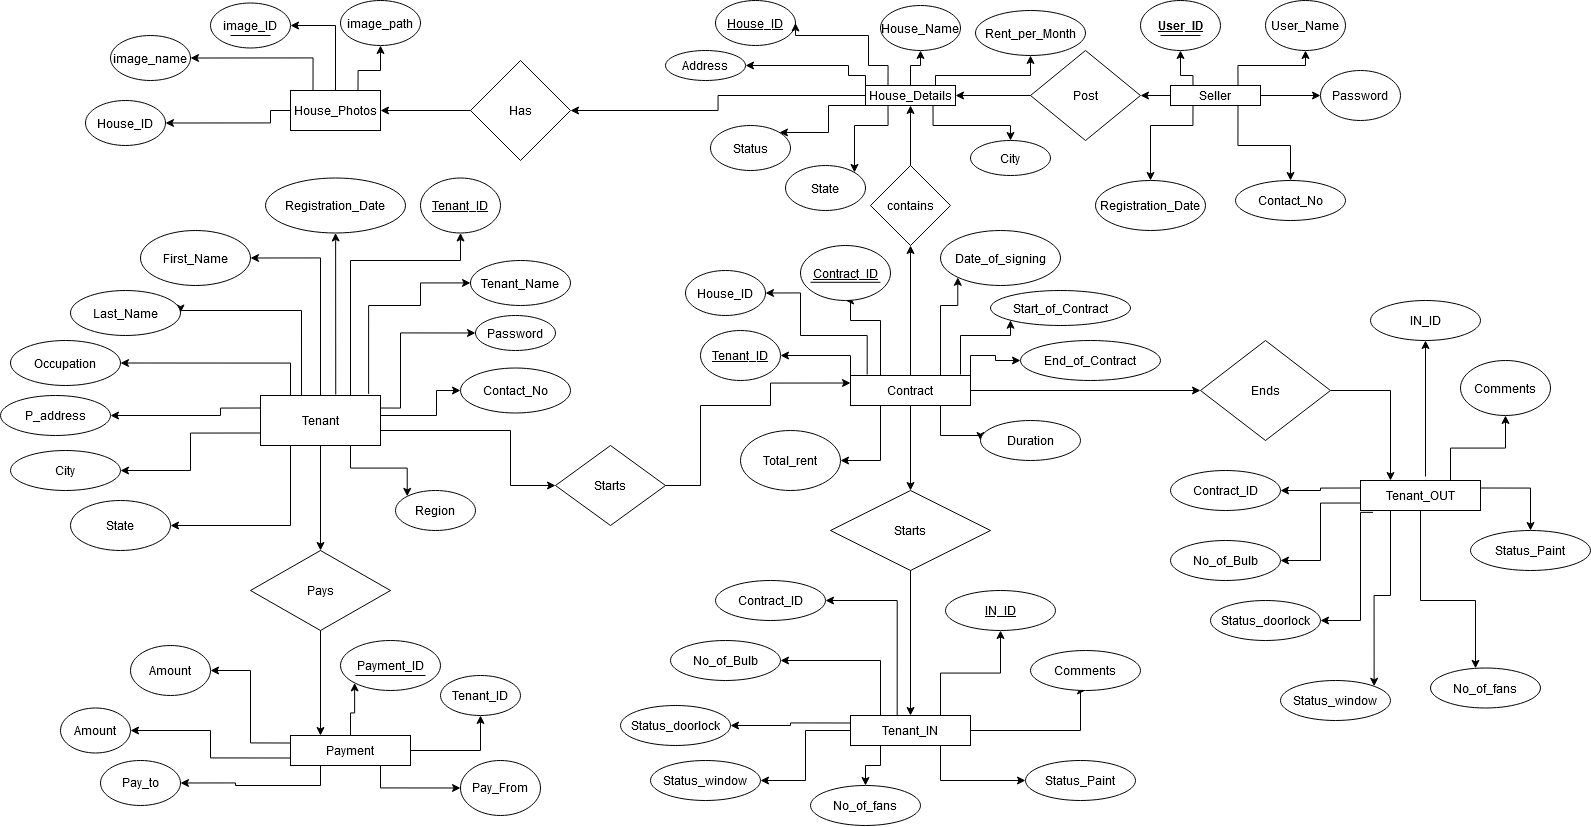 image_ID
image_path
image_name
House_ID
House_Photos
Has
House_ID
House_Name
Rent_per_Month
Address
House_Details
Status
State
City
Post
User_ID
User_Name
Seller
Password
Registration_Date
Contact_No
contains
Registration_Date
Tenant_ID
First_Name
Tenant_Name
Last_Name
Password
Occupation
Contact_No
P_address
Tenant
City
State
Region
Starts
Contract_ID
Date_of_signing
House_ID
Start_of_Contract
Tenant_ID
End_of_Contract
Contract
Total_rent
Duration
Ends
IN_ID
Comments
Contract_ID
Tenant_OUT
No_of_Bulb
Status_Paint
Status_doorlock
Status_window
No_of_fans
Starts
Contract_ID
IN_ID
No_of_Bulb
Comments
Status_doorlock
Tenant_IN
Status_window
Status_Paint
No_of_fans
Pays
Amount
Payment_ID
Tenant_ID
Amount
Payment
Pay_to
Pay_From